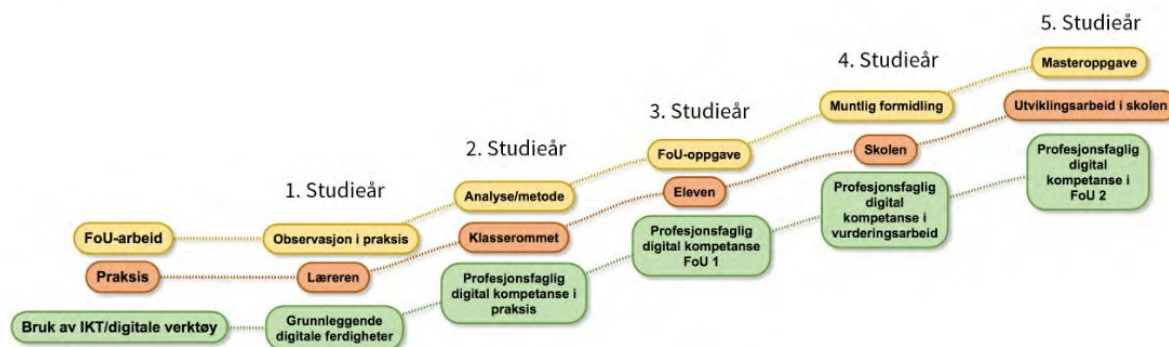 5. Studieår
Masteroppgave
4. Studieår
Muntlig formidling
Utviklingsarbeid i skolen
3. Studieår
FoU-oppgave
Skolen
Profesjonsfaglig
digital
kompetanse i
FoU 2
2. Studieår
Analyse/metode
Eleven
Profesjonsfaglig
digital
kompetanse i
vurderingsarbeid
1. Studieår
FoU-arbeid
Observasjon i praksis
Klasserommet
Profesjonsfaglig
digital kompetanse
FoU 1
Praksis
Læreren
Profesjonsfaglig
digital kompetanse i
praksis
Bruk av IKT/digitale verktøy
Grunnleggende
digitale ferdigheter